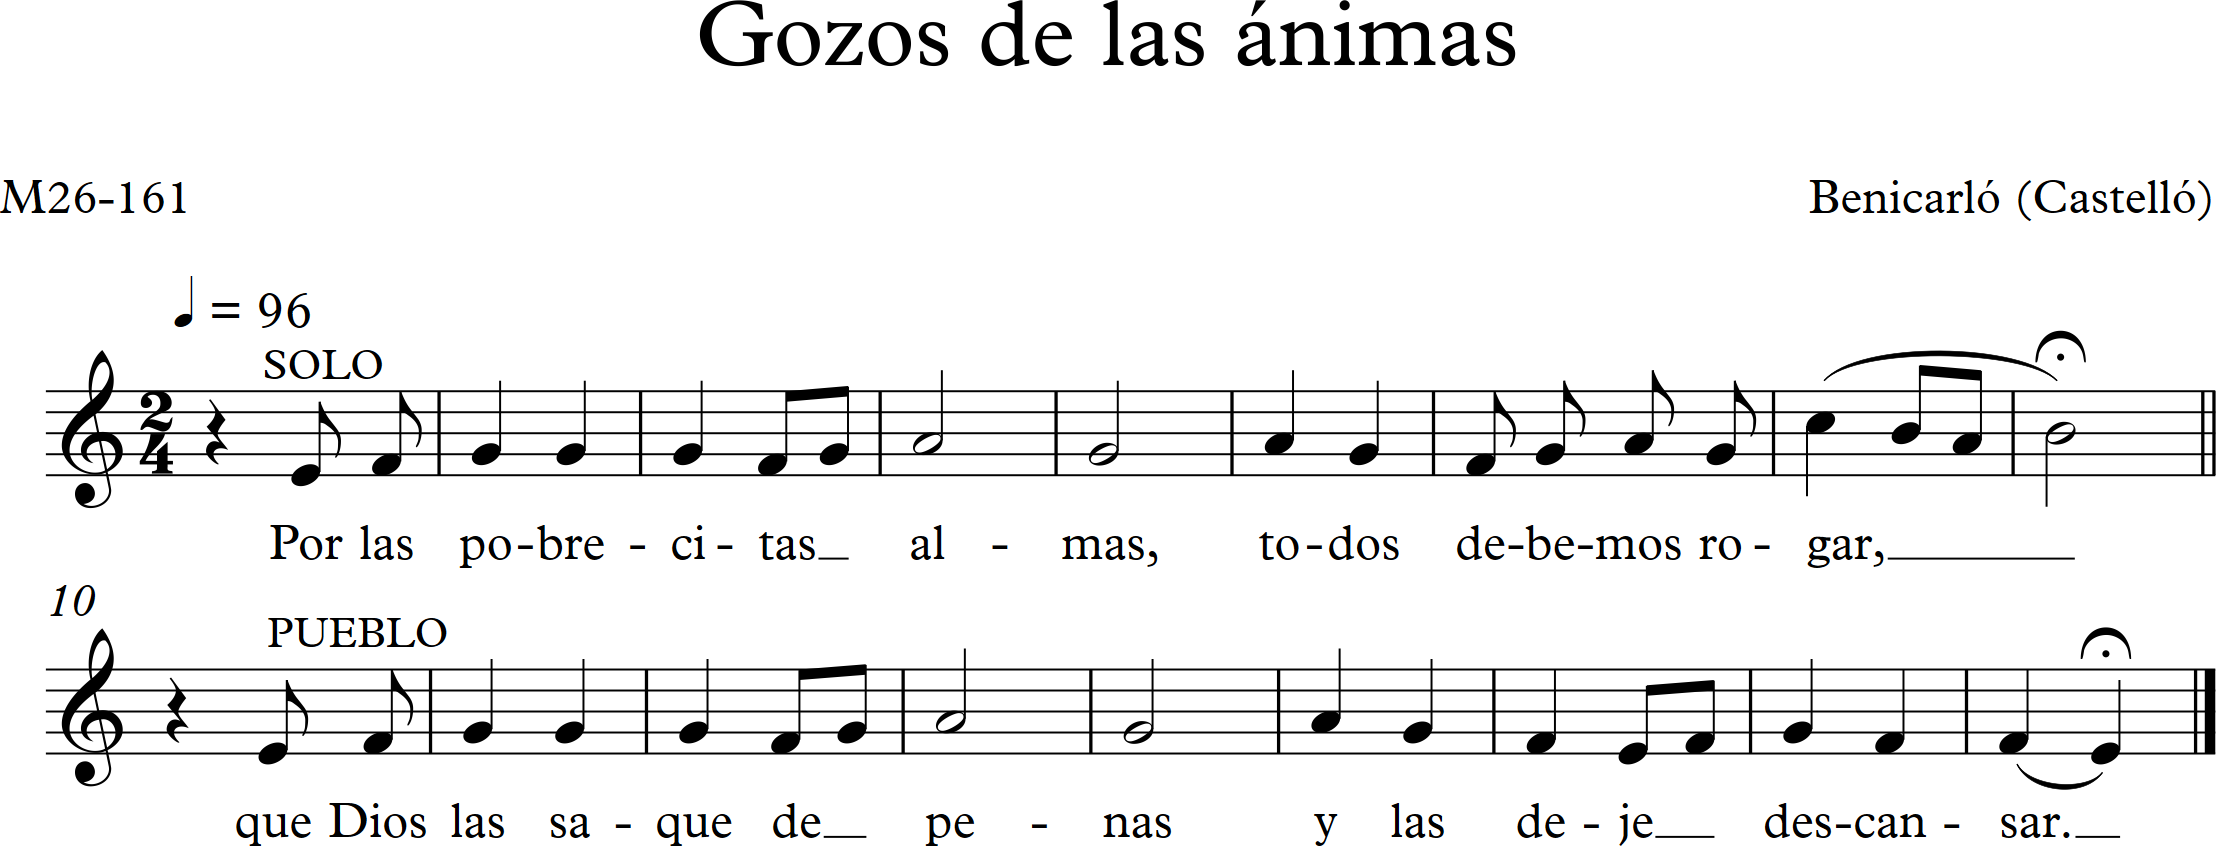 Gozos de las ánimas
M26-161 Benicarló (Castelló)
= 96
SOLO
Por las po-bre - ci - tas al - mas, to-dos de-be-mos ro - gar,
10
PUEBLO
que Dios las sa - que de pe - nas y las de - je des-can - sar.